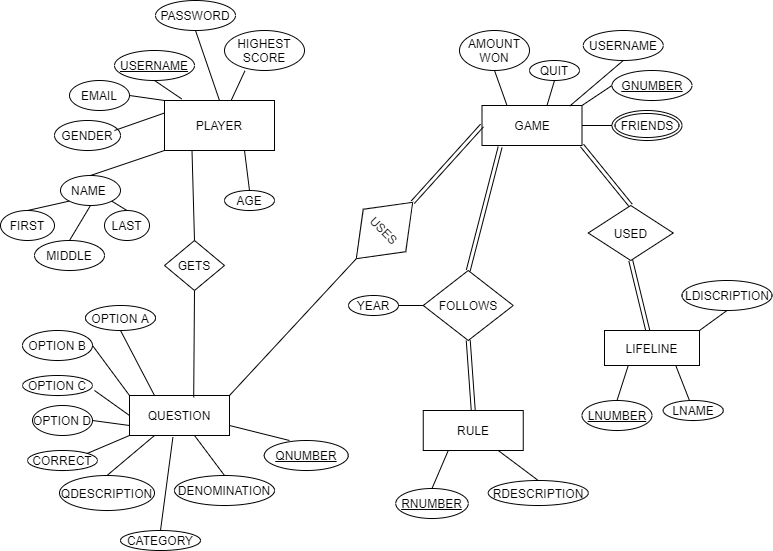 PASSWORD
HIGHEST
SCORE
USERNAME
EMAIL
GENDER
PLAYER
NAME
AGE
FIRST
LAST
MIDDLE
GETS
AMOUNT
WON
QUIT
USERNAME
GNUMBER
GAME
FRIENDS
USES
USED
YEAR
FOLLOWS
LDISCRIPTION
LIFELINE
LNUMBER
LNAME
OPTION A
OPTION B
OPTION C
OPTION D
QUESTION
CORRECT
QNUMBER
QDESCRIPTION
DENOMINATION
CATEGORY
RULE
RNUMBER
RDESCRIPTION